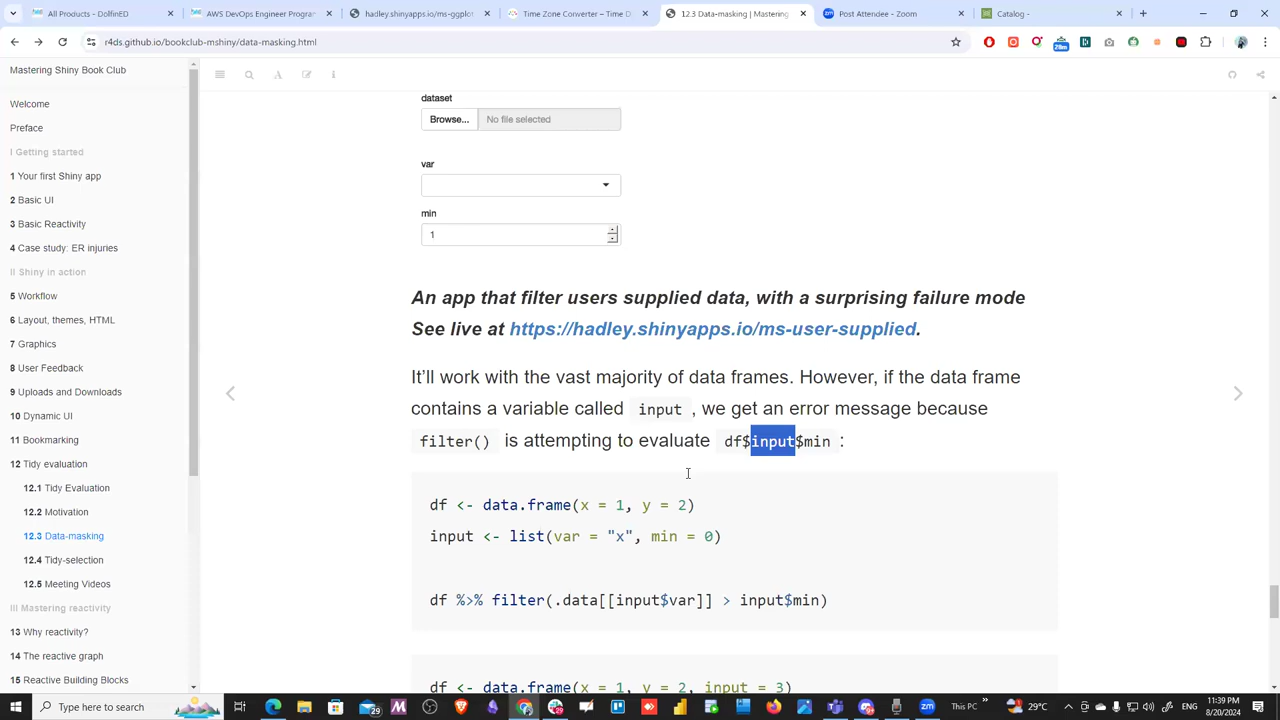 All Products - DolfinED
AWS DevOps Engineer Progra
hadley.shinyapps.io/ms-ggpl
Time Zone Converter – Time D
12.3 Data-masking | Mastering
Post Attendee - Zoom
Catalog -
r4ds.github.io/bookclub-mshiny/data-masking.html
Mastering Shiny Book Club
Welcome
Preface
I Getting started
1 Your first Shiny app
2 Basic UI
3 Basic Reactivity
4 Case study: ER injuries
II Shiny in action
5 Workflow
6 Layout, themes, HTML
7 Graphics
8 User Feedback
9 Uploads and Downloads
10 Dynamic UI
11 Bookmarking
12 Tidy evaluation
12.1 Tidy Evaluation
12.2 Motivation
12.3 Data-masking
12.4 Tidy-selection
12.5 Meeting Videos
III Mastering reactivity
13 Why reactivity?
14 The reactive graph
15 Reactive Building Blocks
dataset
Browse... No file selected
var
min
1
An app that filter users supplied data, with a surprising failure mode
See live at https://hadley.shinyapps.io/ms-user-supplied.
It’ll work with the vast majority of data frames. However, if the data frame
contains a variable called input , we get an error message because
filter() is attempting to evaluate df$input$min :
df <- data.frame(x = 1, y = 2)
input <- list(var = "x", min = 0)
df %>% filter(.data[[input$var]] > input$min)
df <- data.frame(x = 1, y = 2, input = 3)
Type here to search
29
This PC
29°C
11:39 PM
8/20/2024